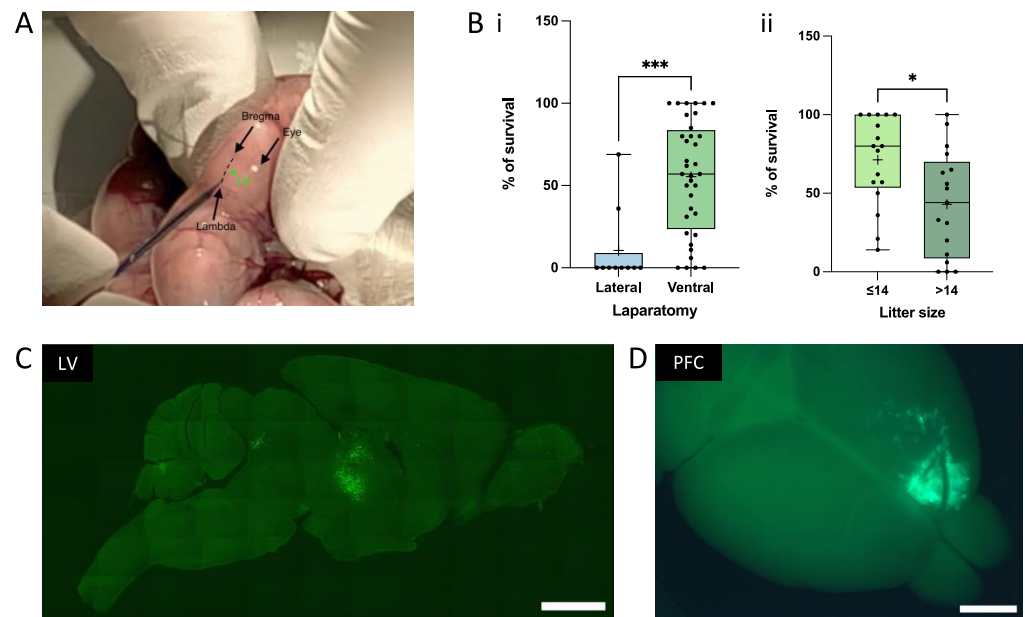 A
Bregma
Eye
LV
Lambda
B i
150
100
50
0
% of survival
***
Lateral
Ventral
Laparatomy
ii
150
100
50
0
% of survival
*
≤14
>14
Litter size
C
LV
D
PFC